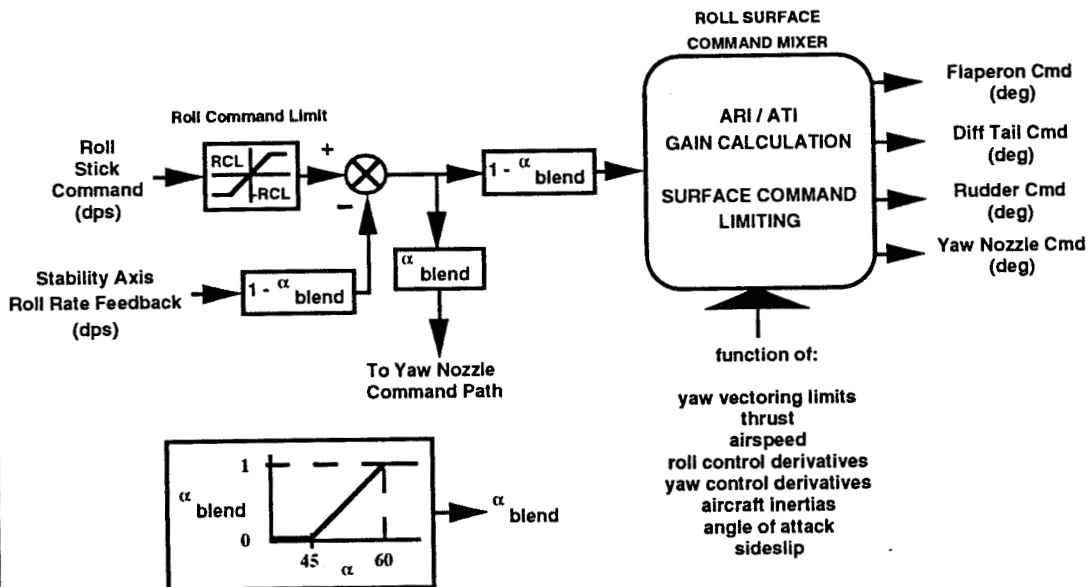 ROLL SURFACE
COMMAND MIXER
Roll Command Limit
Roll
Stick
Command
(dps)
RCL
-RCL
+
−
1 - α blend
ARI / ATI
GAIN CALCULATION
SURFACE COMMAND
LIMITING
Flaperon Cmd
(deg)
Diff Tail Cmd
(deg)
Rudder Cmd
(deg)
Yaw Nozzle Cmd
(deg)
Stability Axis
Roll Rate Feedback
(dps)
1 - α blend
α blend
To Yaw Nozzle
Command Path
function of:
yaw vectoring limits
thrust
airspeed
roll control derivatives
yaw control derivatives
aircraft inertias
angle of attack
sideslip
1
α blend
0
45
60
α
α blend